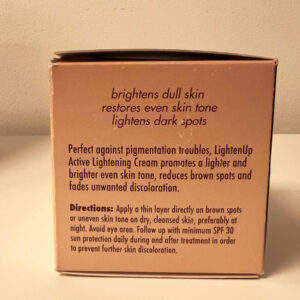 brightens dull skin
restores even skin tone
lightens dark spots
Perfect against pigmentation troubles, LightenUp
Active Lightening Cream promotes a lighter and
brighter even skin tone, reduces brown spots and
fades unwanted discoloration.
Directions: Apply a thin layer directly on brown spots
or uneven skin tone on dry, cleansed skin, preferably at
night. Avoid eye area. Follow up with minimum SPF 30
sun protection daily during and after treatment in order
to prevent further skin discoloration.